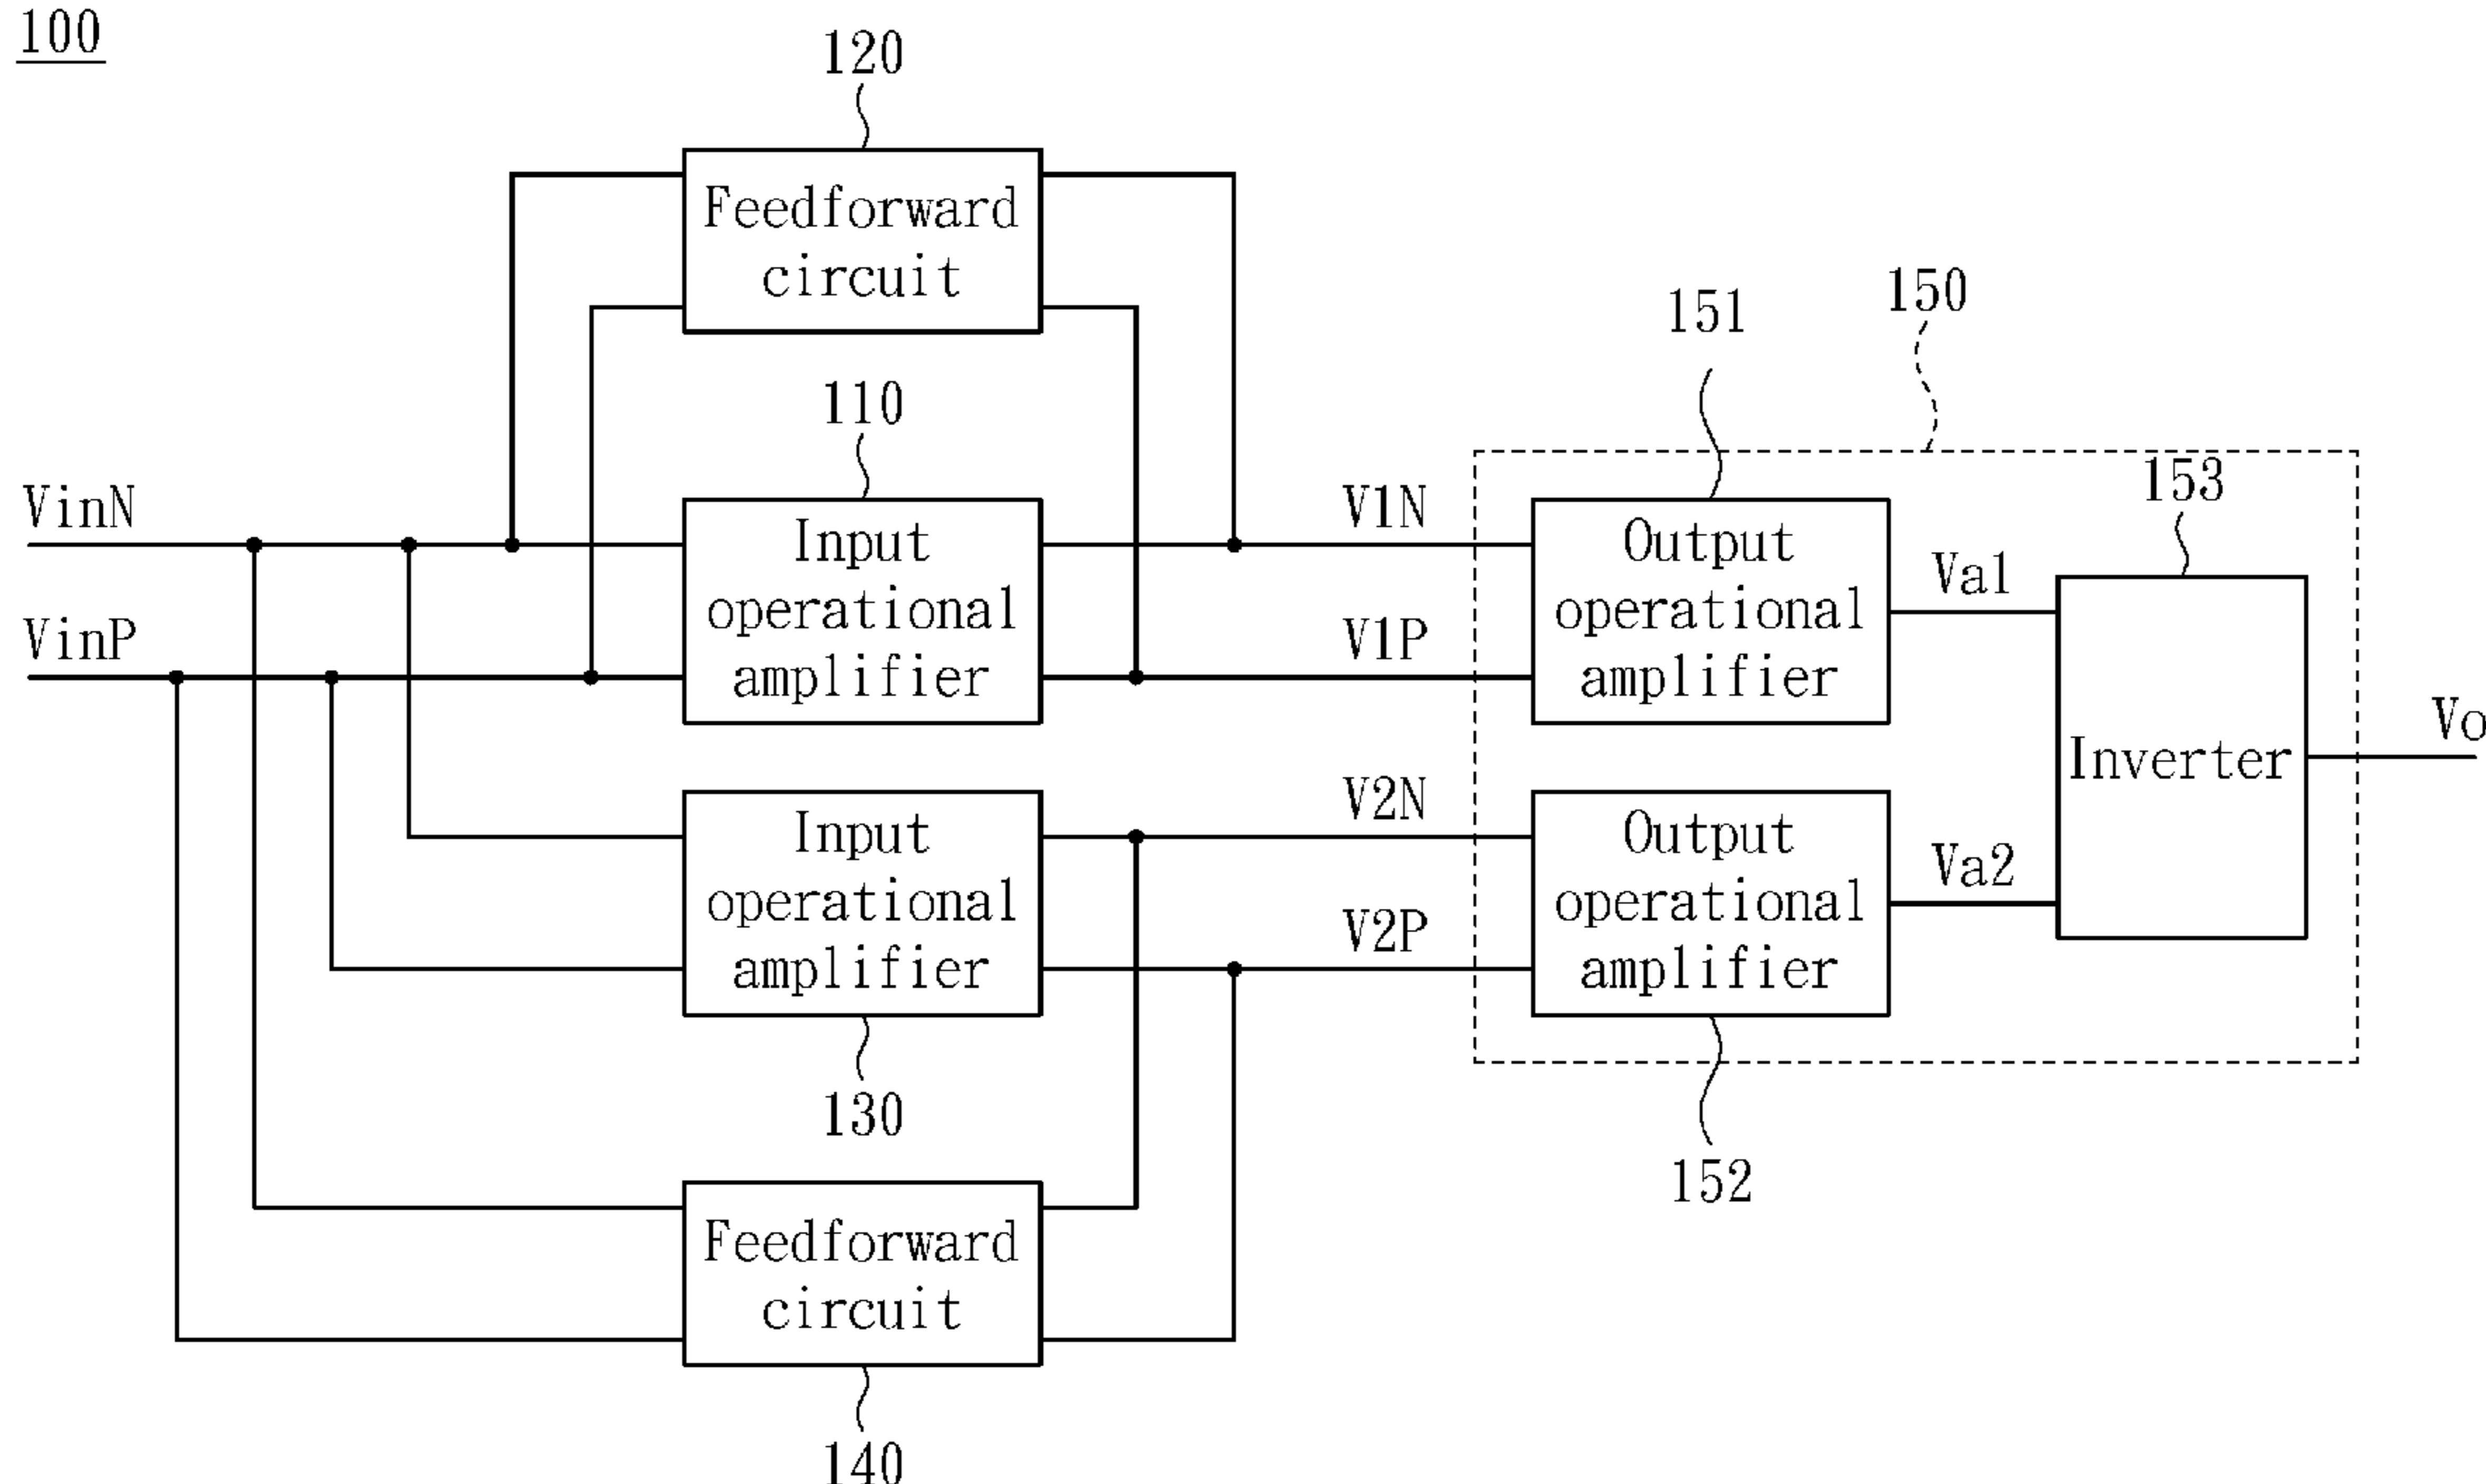 100
120
Feedforward
circuit
110
Input
operational
amplifier
VinN
VinP
V1N
V1P
151
150
Output
operational
amplifier
Va1
153
Inverter
Vo
Input
operational
amplifier
130
V2N
V2P
Output
operational
amplifier
Va2
152
Feedforward
circuit
140